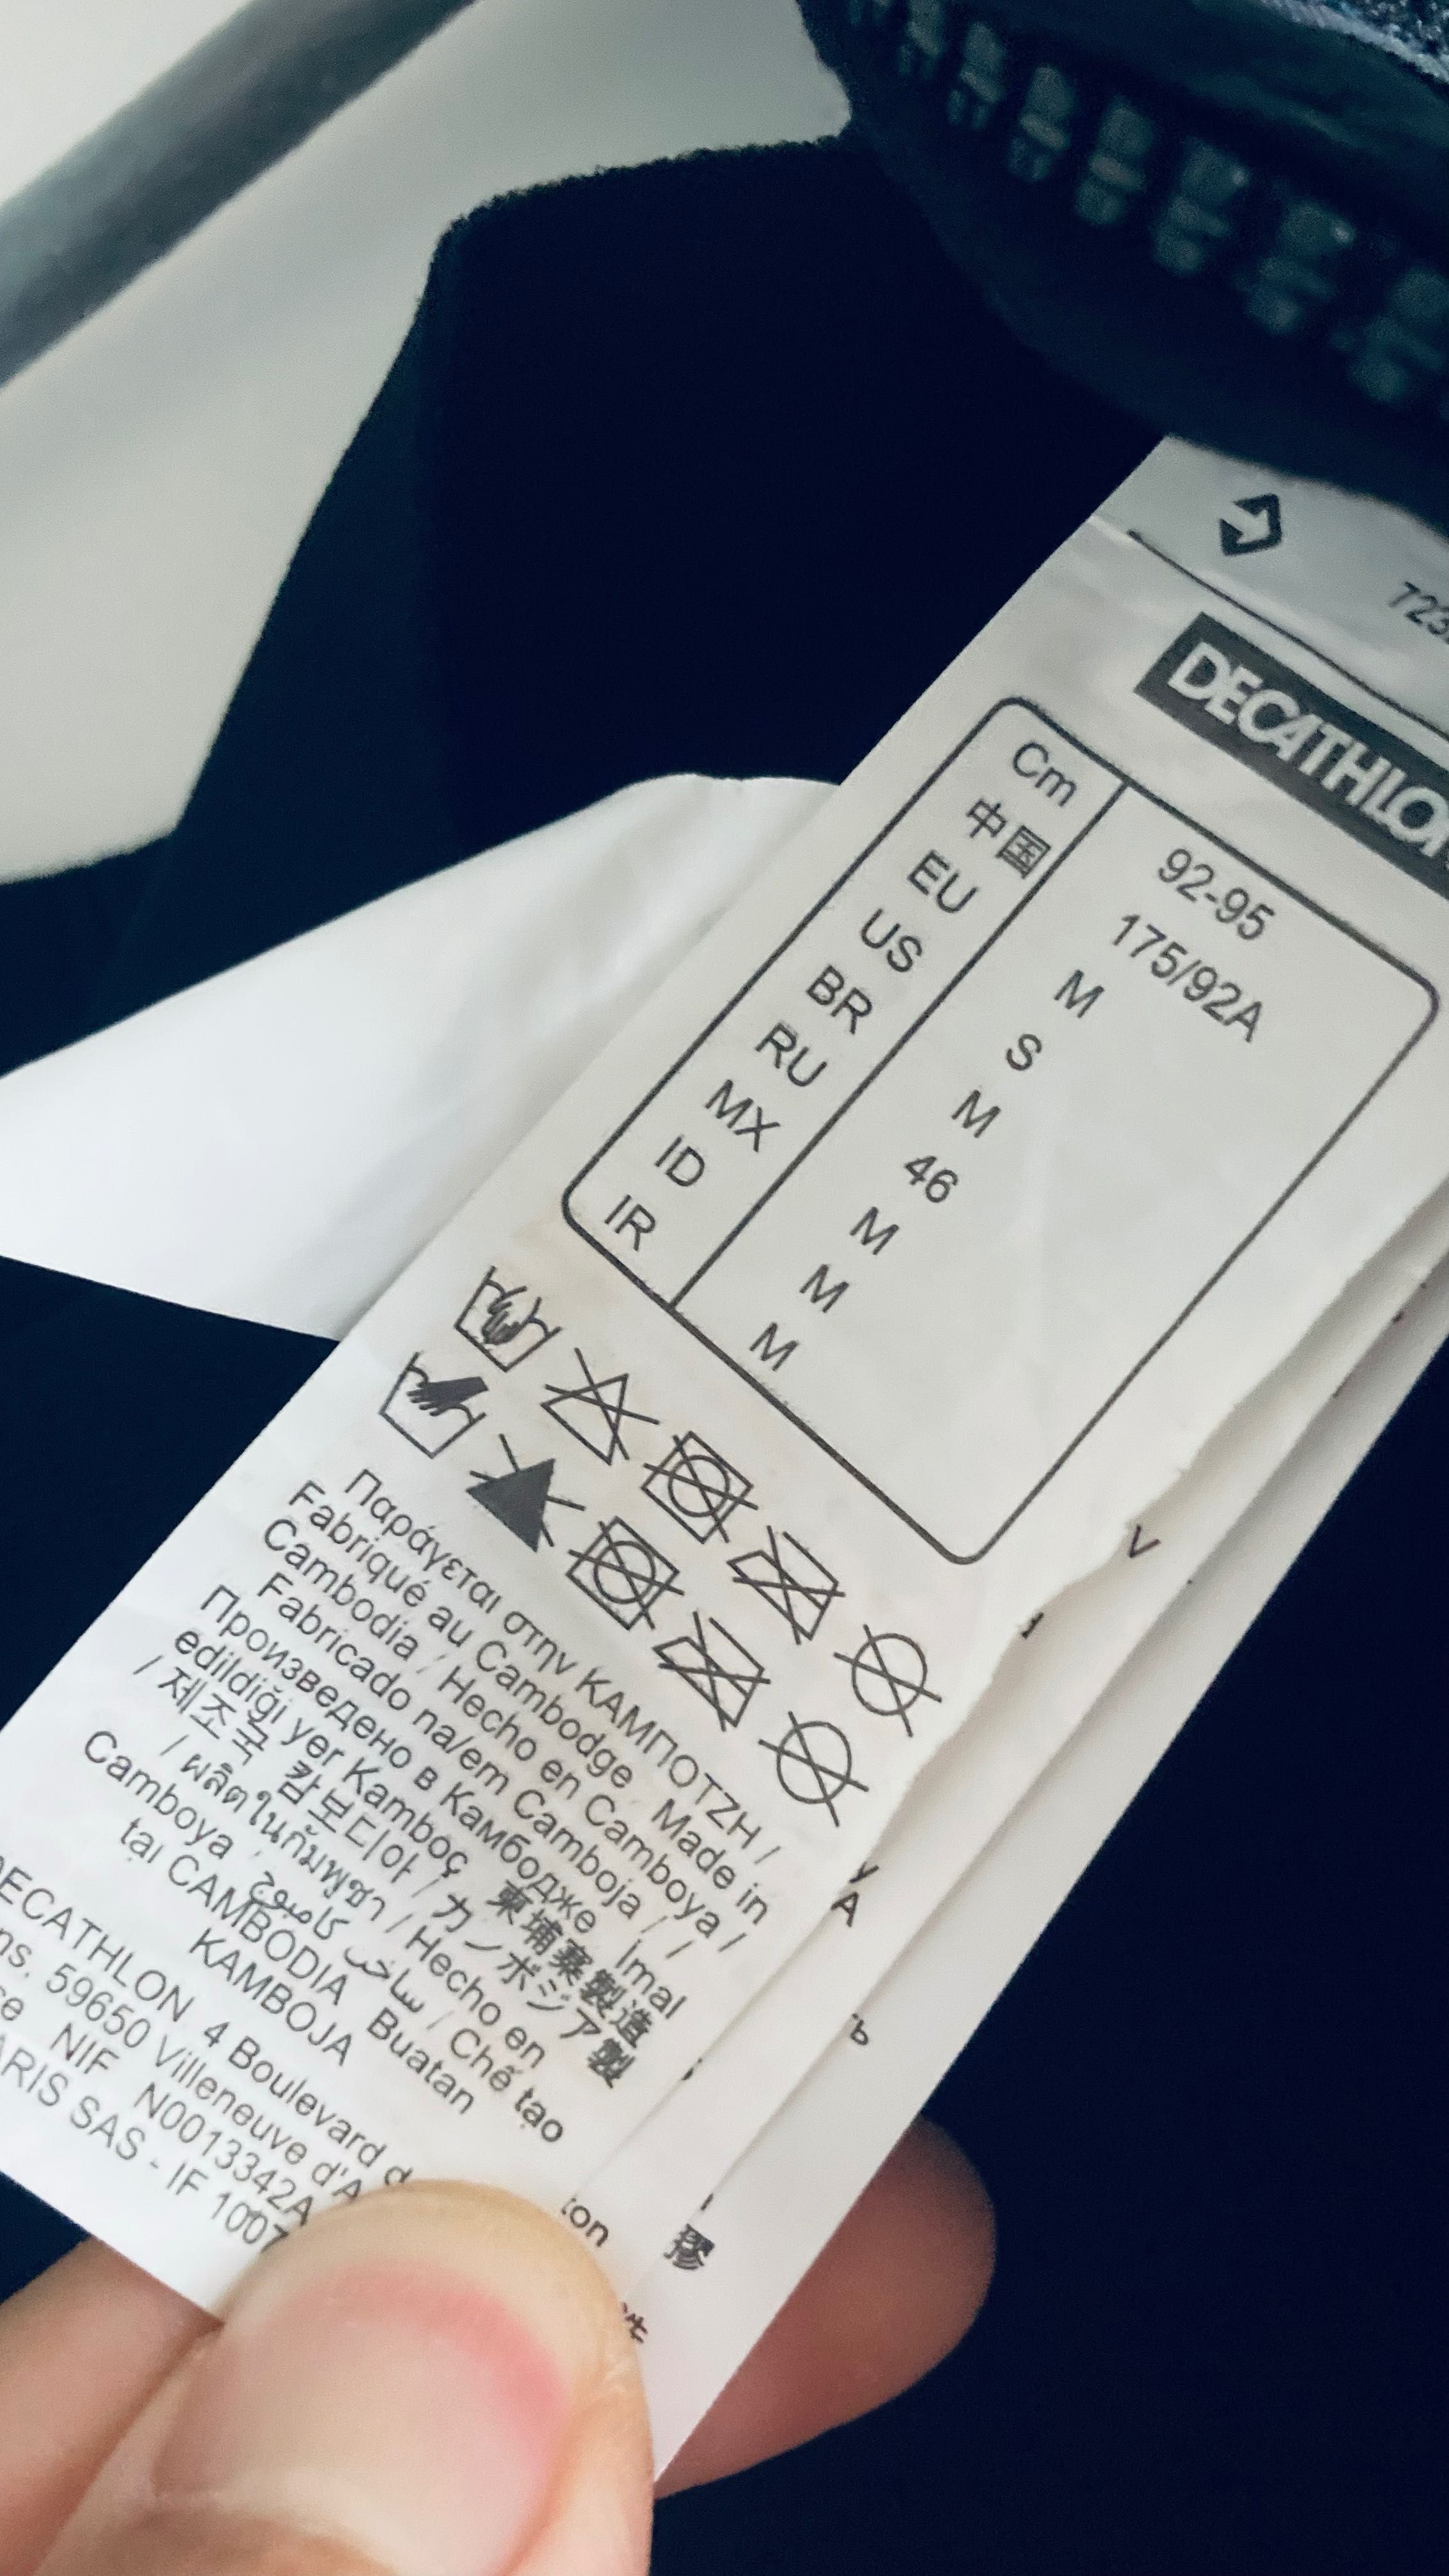 DECATHLON
Cm 92-95
中国 175/92A
EU M
US S
BR M
RU 46
MX M
ID M
IR M
Παράγεται στην ΚΑΜΠΟΤΖΗ /
Fabriqué au Cambodge Made in
Cambodia / Hecho en Camboya /
Fabricado na/em Camboja / /
Произведено в Камбодже İmal
edildiği yer Kamboç 柬埔寨製造
/ 제조국 캄보디아 / カンボジア製
/ ผลิตในกัมพูชา / Hecho en
Camboya ساخت کامبوج / Chế tạo
tại CAMBODIA Buatan
KAMBOJA
DECATHLON 4 Boulevard
59650 Villeneuve d'A
NIF N0013342A
SAS - IF 1007